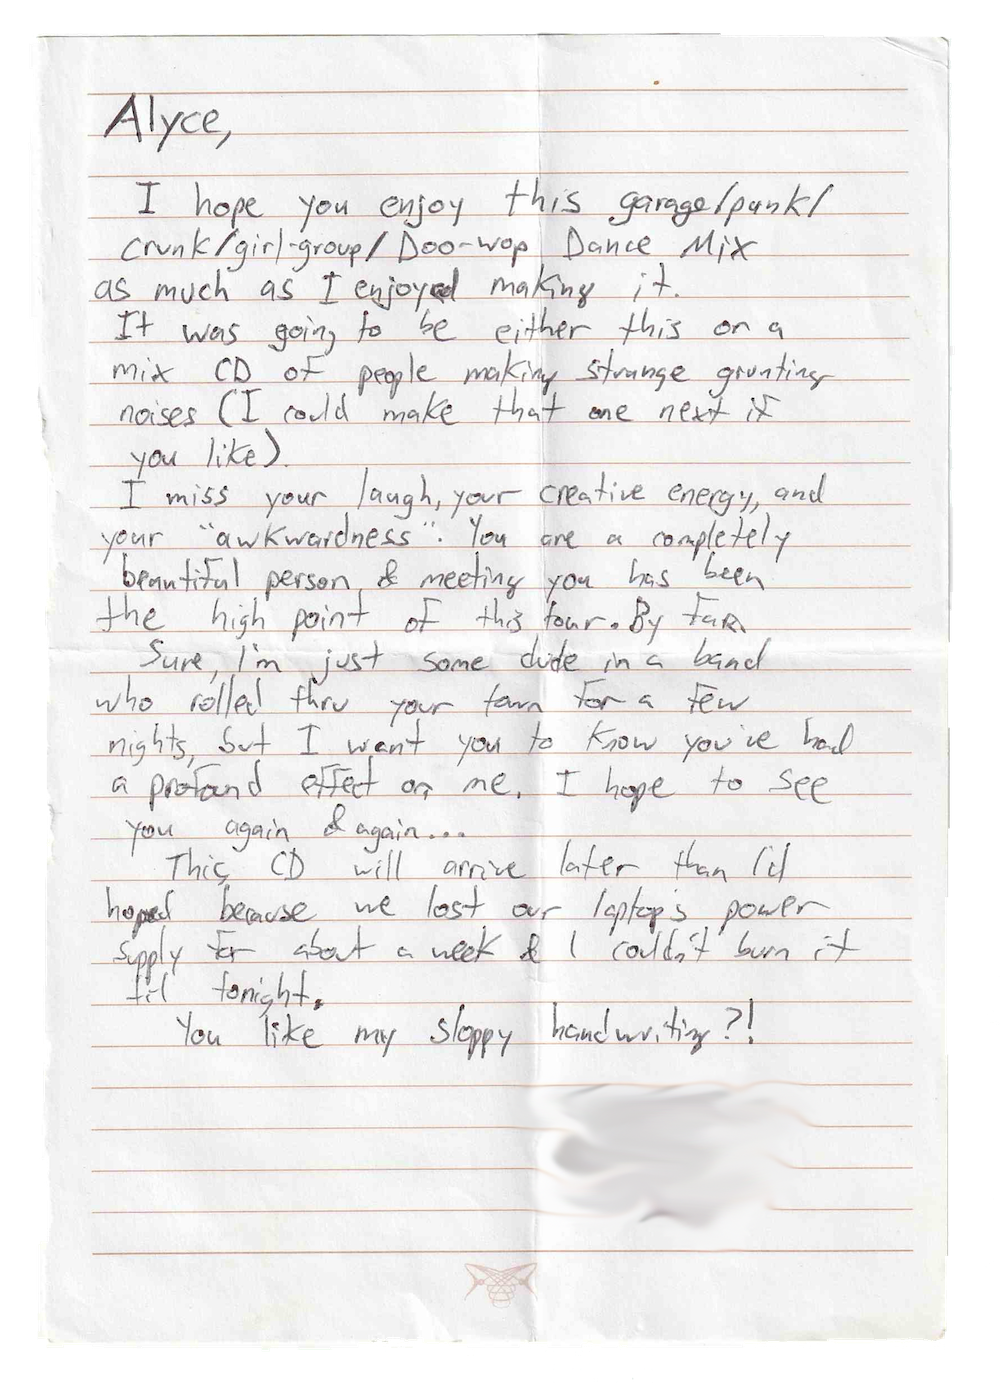 Alyce,
I hope you enjoy this garage/punk/
crunk/girl-group/Doo-wop Dance Mix
as much as I enjoyed making it.
It was going to be either this or a
mix CD of people making strange grunting
noises (I could make that one next if
you like).
I miss your laugh, your creative energy, and
your "awkwardness". You are a completely
beautiful person & meeting you has been
the high point of this tour. By far.
Sure, I'm just some dude in a band
who rolled thru your town for a few
nights, but I want you to know you've had
a profound effect on me. I hope to see
you again & again...
This CD will arrive later than I'd
hoped because we lost our laptop's power
supply for about a week & I couldn't burn it
til tonight.
You like my sloppy handwriting?!